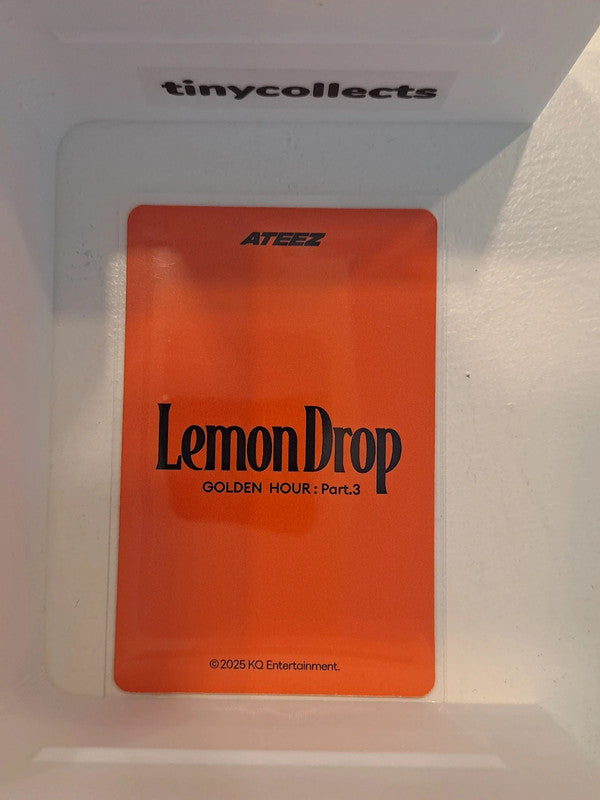 tinycollects
ATEEZ
Lemon Drop
GOLDEN HOUR : Part.3
© 2025 KQ Entertainment.